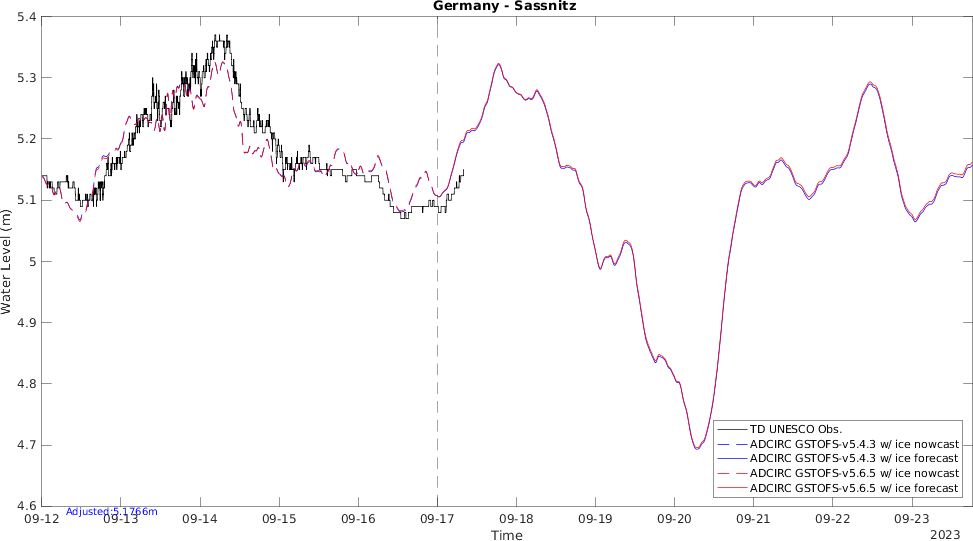 Germany - Sassnitz
5.4
5.3
5.2
5.1
5
4.9
4.8
4.7
4.6
Water Level (m)
TD UNESCO Obs.
ADCIRC GSTOFS-v5.4.3 w/ ice nowcast
ADCIRC GSTOFS-v5.4.3 w/ ice forecast
ADCIRC GSTOFS-v5.6.5 w/ ice nowcast
ADCIRC GSTOFS-v5.6.5 w/ ice forecast
Adjusted:5.1766m
09-12 09-13 09-14 09-15 09-16 09-17 09-18 09-19 09-20 09-21 09-22 09-23
Time
2023